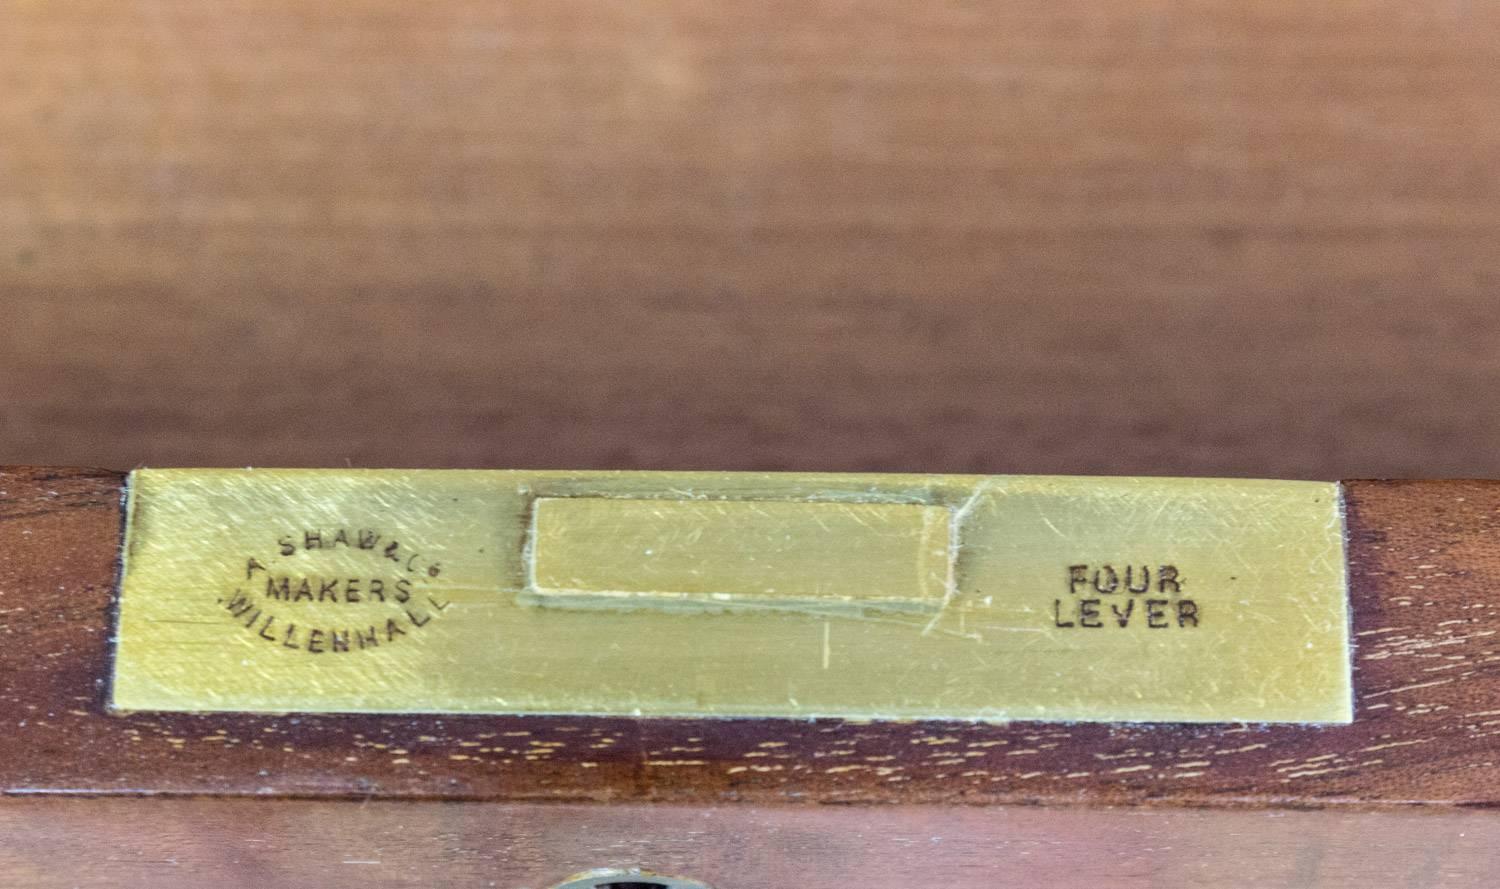 A. SHAW & Co
MAKERS
WILLENHALL
FOUR
LEVER